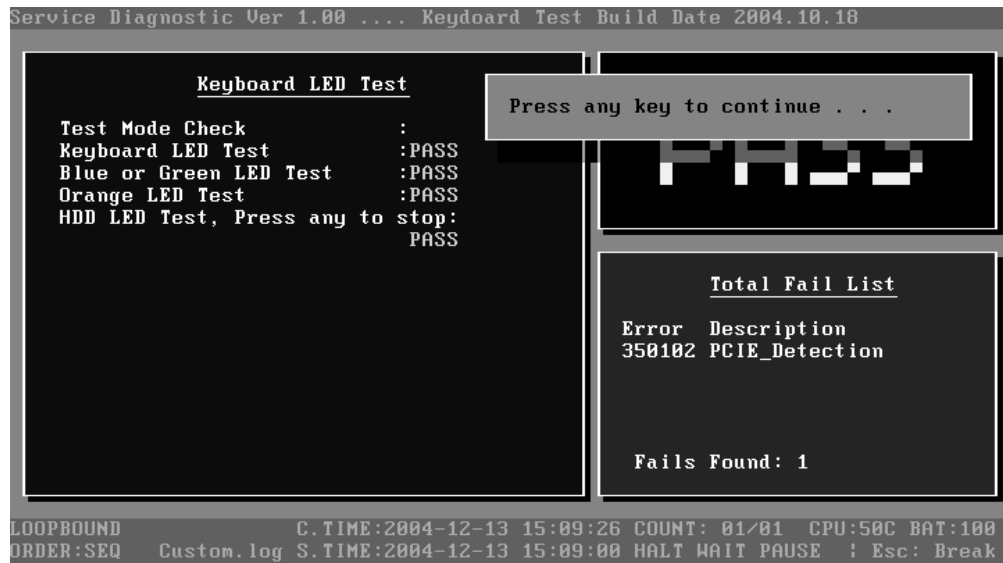 Service Diagnostic Ver 1.00 .... Keydoard Test Build Date 2004.10.18
Keyboard LED Test
Test Mode Check :
Keyboard LED Test :PASS
Blue or Green LED Test :PASS
Orange LED Test :PASS
HDD LED Test, Press any to stop:
PASS
Press any key to continue . . .
PASS
Total Fail List
Error Description
350102 PCIE_Detection
Fails Found: 1
LOOPBOUND C.TIME:2004-12-13 15:09:26 COUNT: 01/01 CPU:50C BAT:100
ORDER:SEQ Custom.log S.TIME:2004-12-13 15:09:00 HALT WAIT PAUSE ¦ Esc: Break